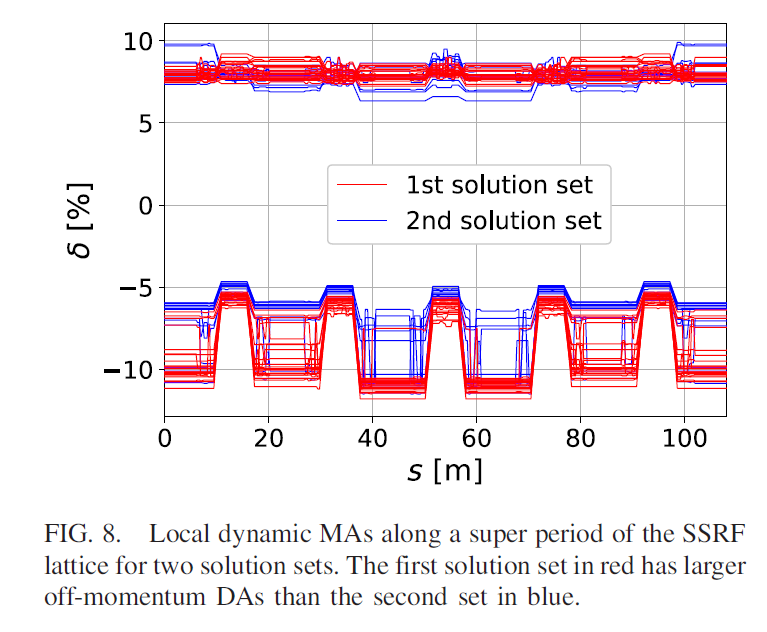 10
5
0
−5
−10
δ [%]
1st solution set
2nd solution set
0 20 40 60 80 100
s [m]
FIG. 8. Local dynamic MAs along a super period of the SSRF
lattice for two solution sets. The first solution set in red has larger
off-momentum DAs than the second set in blue.